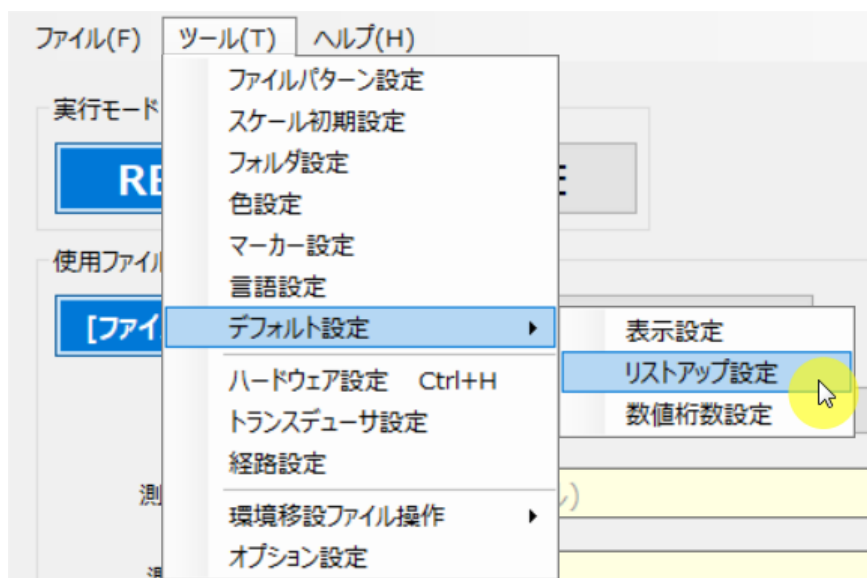 ファイル(F) ツール(T) ヘルプ(H)
ファイルパターン設定
実行モード
スケール初期設定
フォルダ設定
色設定
マーカー設定
使用ファイル
言語設定
[ファイ
デフォルト設定
表示設定
リストアップ設定
数値桁数設定
ハードウェア設定 Ctrl+H
トランスデューサ設定
経路設定
環境移設ファイル操作
オプション設定